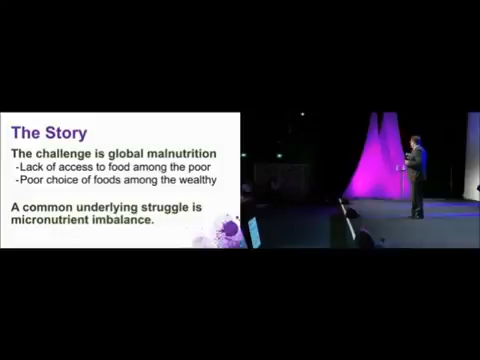 The Story
The challenge is global malnutrition
-Lack of access to food among the poor
-Poor choice of foods among the wealthy
A common underlying struggle is
micronutrient imbalance.